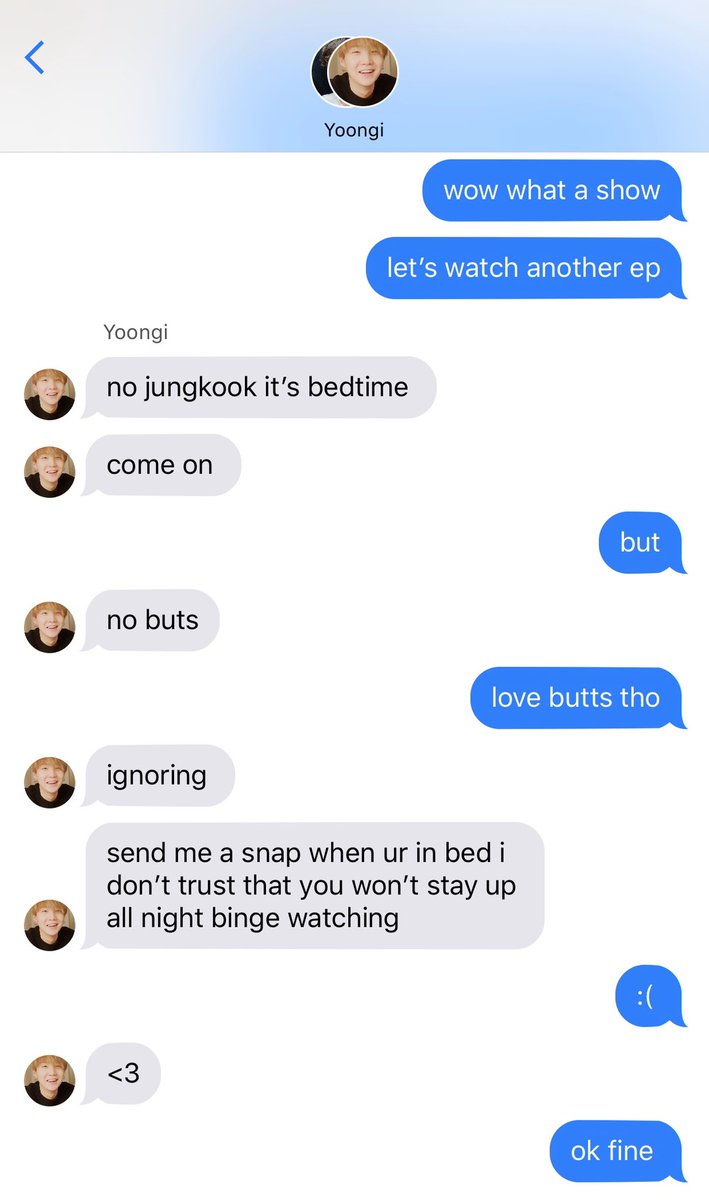 Yoongi
wow what a show
let’s watch another ep
Yoongi
no jungkook it’s bedtime
come on
but
no buts
love butts tho
ignoring
send me a snap when ur in bed i
don’t trust that you won’t stay up
all night binge watching
:(
<3
ok fine